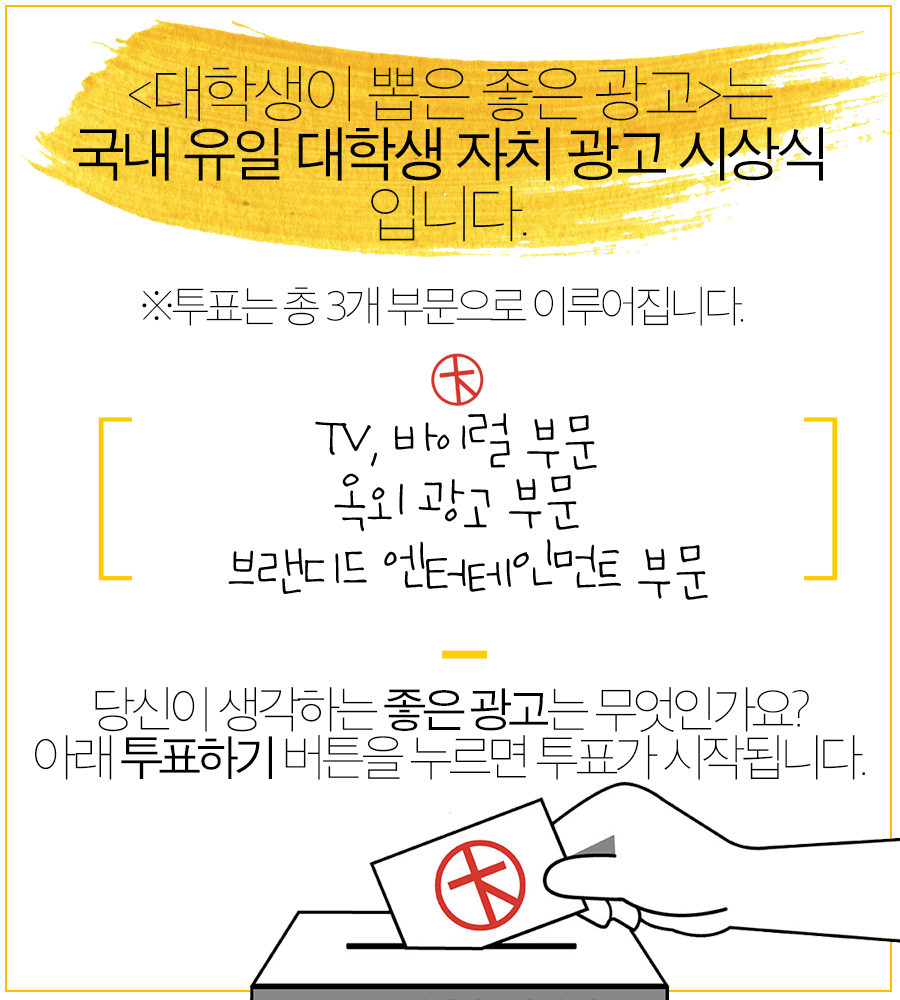 <대학생이 뽑은 좋은 광고>는
국내 유일 대학생 자치 광고 시상식
입니다.
※투표는 총 3개 부문으로 이루어집니다.
TV, 바이럴 부문
옥외 광고 부문
브랜디드 엔터테인먼트 부문
당신이 생각하는 좋은 광고는 무엇인가요?
아래 투표하기 버튼을 누르면 투표가 시작됩니다.